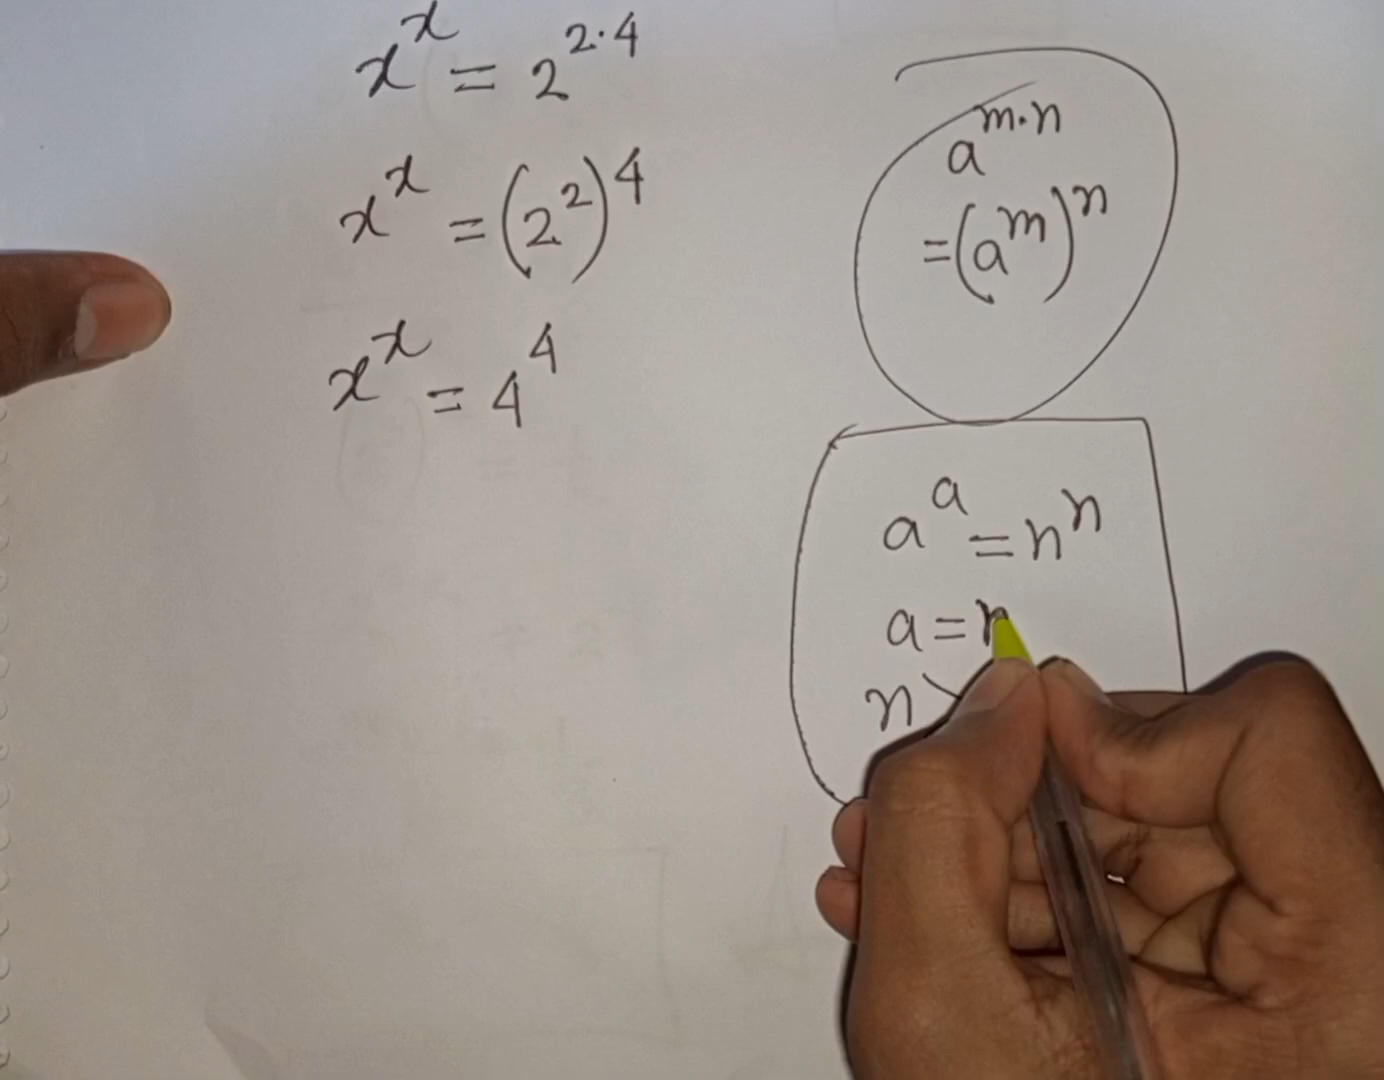 x^x = 2^{2·4}
x^x = (2^2)^4
x^x = 4^4
a^{m·n}
= (a^m)^n
a^a = n^n
a = n
n